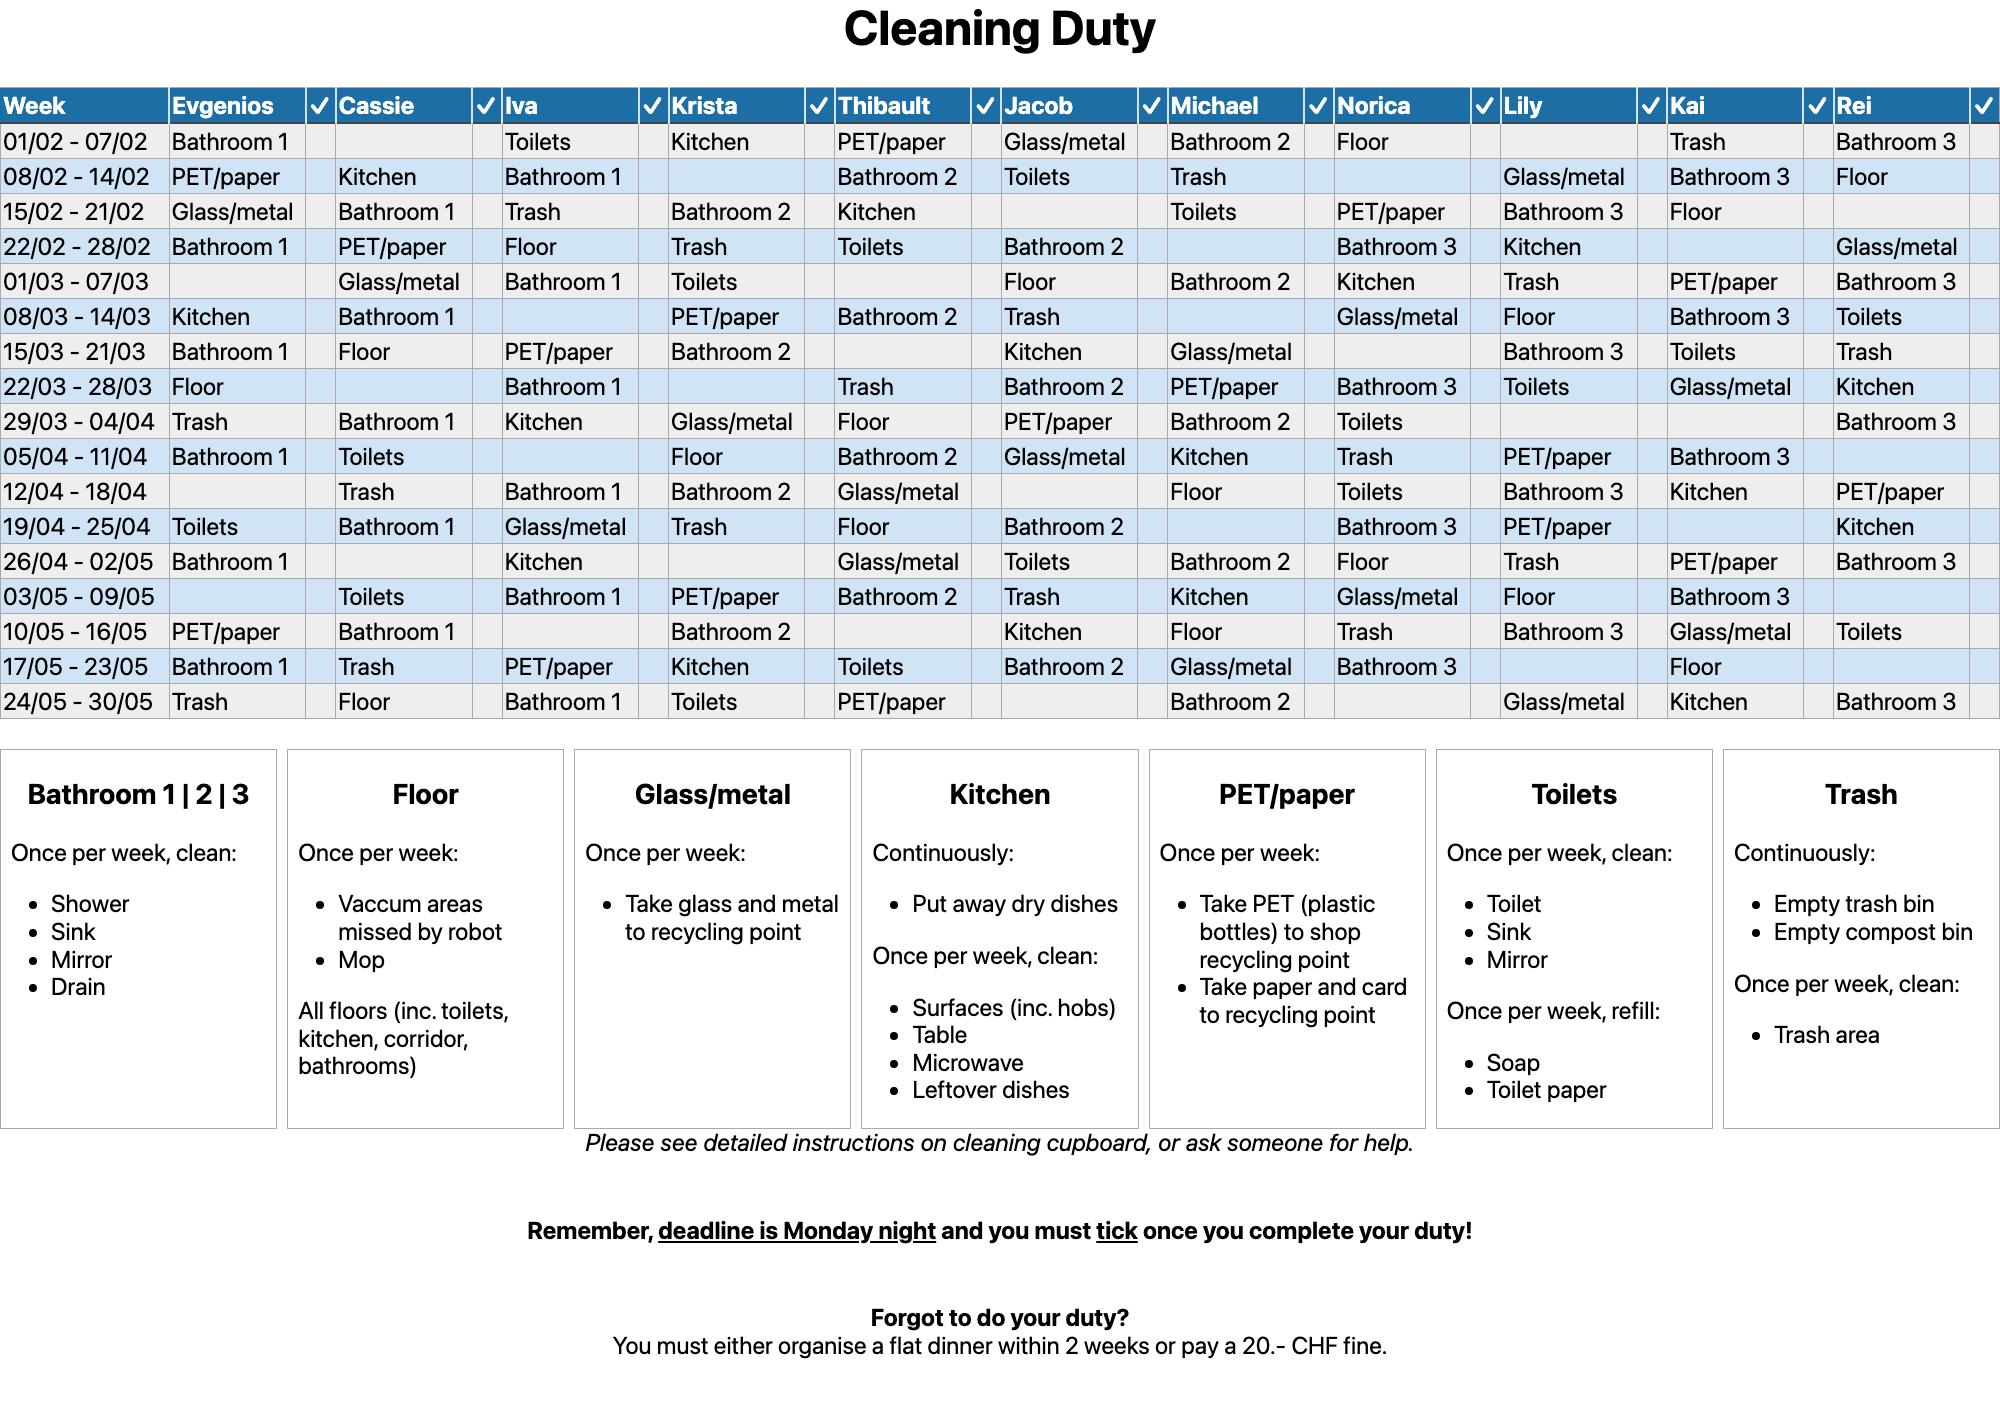 Cleaning Duty
Week Evgenios ✓ Cassie ✓ Iva ✓ Krista ✓ Thibault ✓ Jacob ✓ Michael ✓ Norica ✓ Lily ✓ Kai ✓ Rei ✓
01/02 - 07/02 Bathroom 1 Toilets Kitchen PET/paper Glass/metal Bathroom 2 Floor Trash Bathroom 3
08/02 - 14/02 PET/paper Kitchen Bathroom 1 Bathroom 2 Toilets Trash Glass/metal Bathroom 3 Floor
15/02 - 21/02 Glass/metal Bathroom 1 Trash Bathroom 2 Kitchen Toilets PET/paper Bathroom 3 Floor
22/02 - 28/02 Bathroom 1 PET/paper Floor Trash Toilets Bathroom 2 Bathroom 3 Kitchen Glass/metal
01/03 - 07/03 Glass/metal Bathroom 1 Toilets Floor Bathroom 2 Kitchen Trash PET/paper Bathroom 3
08/03 - 14/03 Kitchen Bathroom 1 PET/paper Bathroom 2 Trash Glass/metal Floor Bathroom 3 Toilets
15/03 - 21/03 Bathroom 1 Floor PET/paper Bathroom 2 Kitchen Glass/metal Bathroom 3 Toilets Trash
22/03 - 28/03 Floor Bathroom 1 Trash Bathroom 2 PET/paper Bathroom 3 Toilets Glass/metal Kitchen
29/03 - 04/04 Trash Bathroom 1 Kitchen Glass/metal Floor PET/paper Bathroom 2 Toilets Bathroom 3
05/04 - 11/04 Bathroom 1 Toilets Floor Bathroom 2 Glass/metal Kitchen Trash PET/paper Bathroom 3
12/04 - 18/04 Trash Bathroom 1 Bathroom 2 Glass/metal Floor Toilets Bathroom 3 Kitchen PET/paper
19/04 - 25/04 Toilets Bathroom 1 Glass/metal Trash Floor Bathroom 2 Bathroom 3 PET/paper Kitchen
26/04 - 02/05 Bathroom 1 Kitchen Glass/metal Toilets Bathroom 2 Floor Trash PET/paper Bathroom 3
03/05 - 09/05 Toilets Bathroom 1 PET/paper Bathroom 2 Trash Kitchen Glass/metal Floor Bathroom 3
10/05 - 16/05 PET/paper Bathroom 1 Bathroom 2 Kitchen Floor Trash Bathroom 3 Glass/metal Toilets
17/05 - 23/05 Bathroom 1 Trash PET/paper Kitchen Toilets Bathroom 2 Glass/metal Bathroom 3 Floor
24/05 - 30/05 Trash Floor Bathroom 1 Toilets PET/paper Bathroom 2 Glass/metal Kitchen Bathroom 3
Bathroom 1 | 2 | 3
Once per week, clean:
• Shower
• Sink
• Mirror
• Drain
Floor
Once per week:
• Vaccum areas
missed by robot
• Mop
All floors (inc. toilets,
kitchen, corridor,
bathrooms)
Glass/metal
Once per week:
• Take glass and metal
to recycling point
Kitchen
Continuously:
• Put away dry dishes
Once per week, clean:
• Surfaces (inc. hobs)
• Table
• Microwave
• Leftover dishes
PET/paper
Once per week:
• Take PET (plastic
bottles) to shop
recycling point
• Take paper and card
to recycling point
Toilets
Once per week, clean:
• Toilet
• Sink
• Mirror
Once per week, refill:
• Soap
• Toilet paper
Trash
Continuously:
• Empty trash bin
• Empty compost bin
Once per week, clean:
• Trash area
Please see detailed instructions on cleaning cupboard, or ask someone for help.
Remember, deadline is Monday night and you must tick once you complete your duty!
Forgot to do your duty?
You must either organise a flat dinner within 2 weeks or pay a 20.- CHF fine.